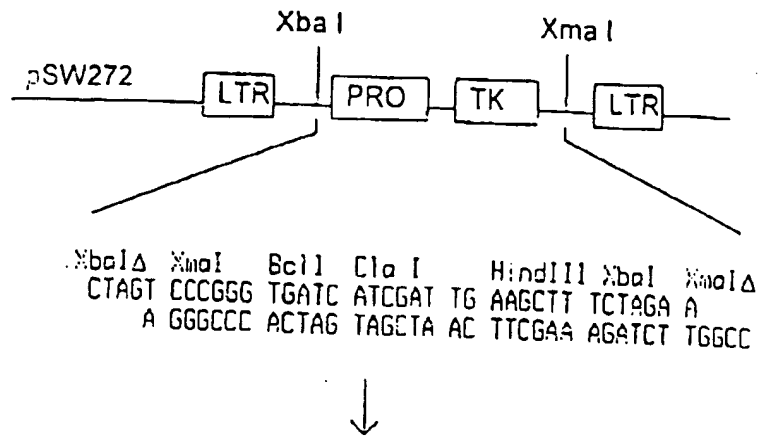 Xba I Xma I
pSW272 LTR PRO TK LTR
XbaIΔ XmaI BclI Cla I HindIII XbaI XmaIΔ
CTAGT CCCGGG TGATC ATCGAT TG AAGCTT TCTAGA A
A GGGCCC ACTAG TAGCTA AC TTCGAA AGATCT TGGCC